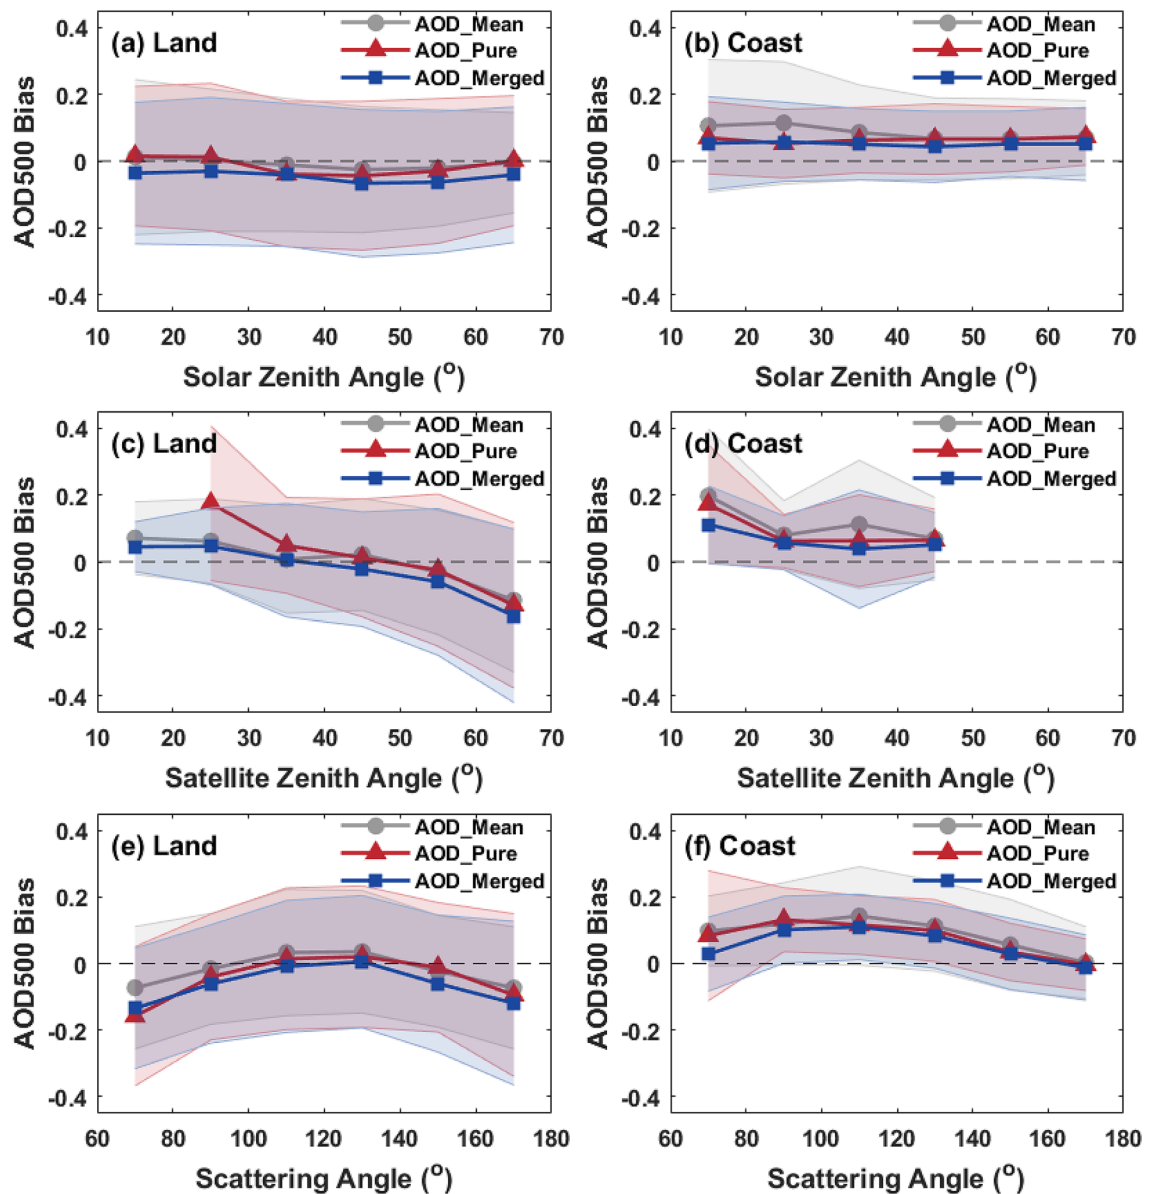 (a) Land
AOD_Mean
AOD_Pure
AOD_Merged
0.4
0.2
0
-0.2
-0.4
AOD500 Bias
10 20 30 40 50 60 70
Solar Zenith Angle (°)
(b) Coast
AOD_Mean
AOD_Pure
AOD_Merged
0.4
0.2
0
-0.2
-0.4
AOD500 Bias
10 20 30 40 50 60 70
Solar Zenith Angle (°)
(c) Land
AOD_Mean
AOD_Pure
AOD_Merged
0.4
0.2
0
-0.2
-0.4
AOD500 Bias
10 20 30 40 50 60 70
Satellite Zenith Angle (°)
(d) Coast
AOD_Mean
AOD_Pure
AOD_Merged
0.4
0.2
0
-0.2
-0.4
AOD500 Bias
10 20 30 40 50 60 70
Satellite Zenith Angle (°)
(e) Land
AOD_Mean
AOD_Pure
AOD_Merged
0.4
0.2
0
-0.2
-0.4
AOD500 Bias
60 80 100 120 140 160 180
Scattering Angle (°)
(f) Coast
AOD_Mean
AOD_Pure
AOD_Merged
0.4
0.2
0
-0.2
-0.4
AOD500 Bias
60 80 100 120 140 160 180
Scattering Angle (°)